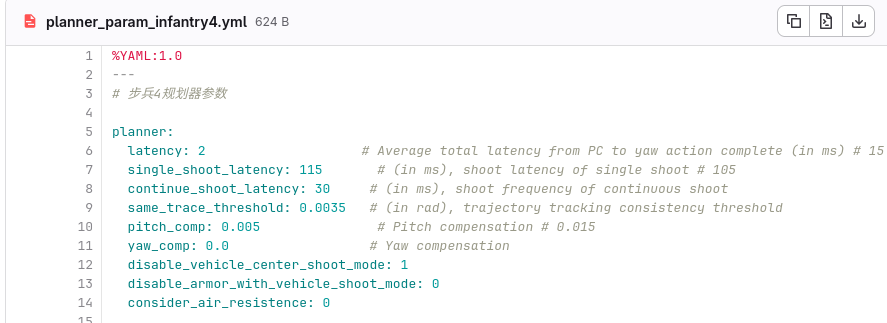 planner_param_infantry4.yml 624 B
1 %YAML:1.0
2 ---
3 # 步兵4规划器参数
4
5 planner:
6 latency: 2 # Average total latency from PC to yaw action complete (in ms) # 15
7 single_shoot_latency: 115 # (in ms), shoot latency of single shoot # 105
8 continue_shoot_latency: 30 # (in ms), shoot frequency of continuous shoot
9 same_trace_threshold: 0.0035 # (in rad), trajectory tracking consistency threshold
10 pitch_comp: 0.005 # Pitch compensation # 0.015
11 yaw_comp: 0.0 # Yaw compensation
12 disable_vehicle_center_shoot_mode: 1
13 disable_armor_with_vehicle_shoot_mode: 0
14 consider_air_resistence: 0
15